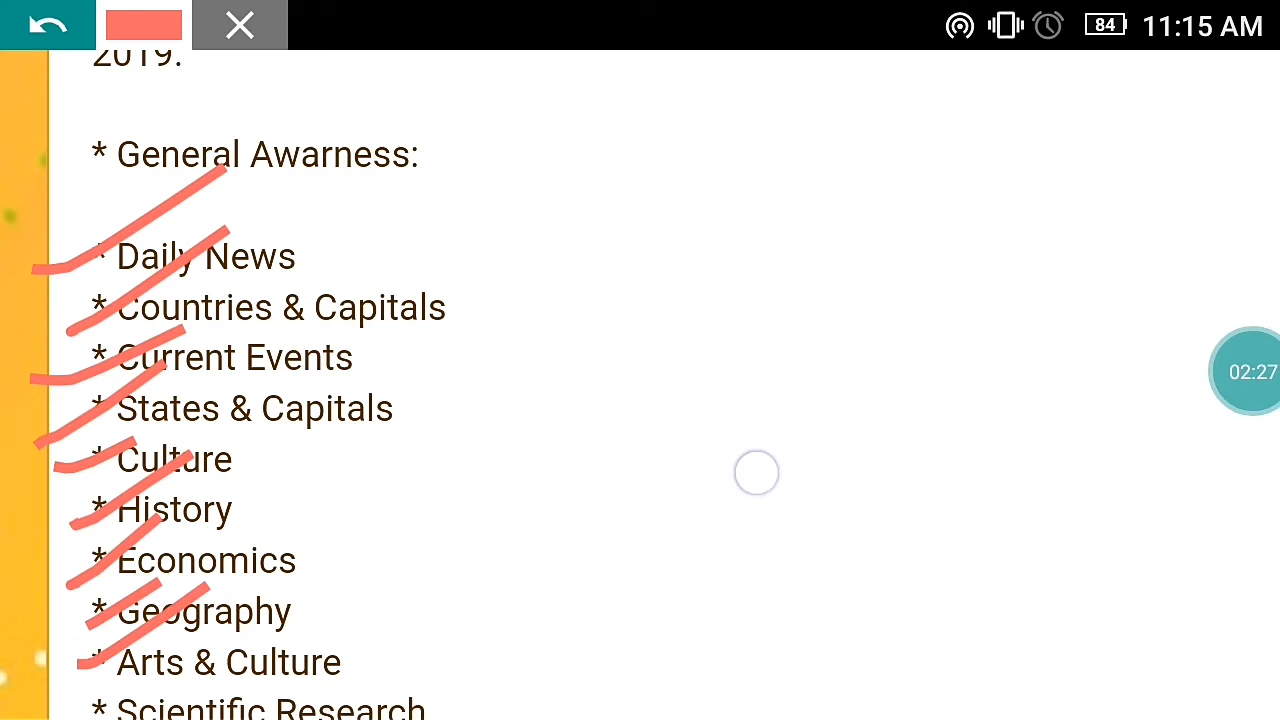 84 11:15 AM
2019.
* General Awarness:
* Daily News
* Countries & Capitals
* Current Events
* States & Capitals
* Culture
* History
* Economics
* Geography
* Arts & Culture
* Scientific Research
02:27